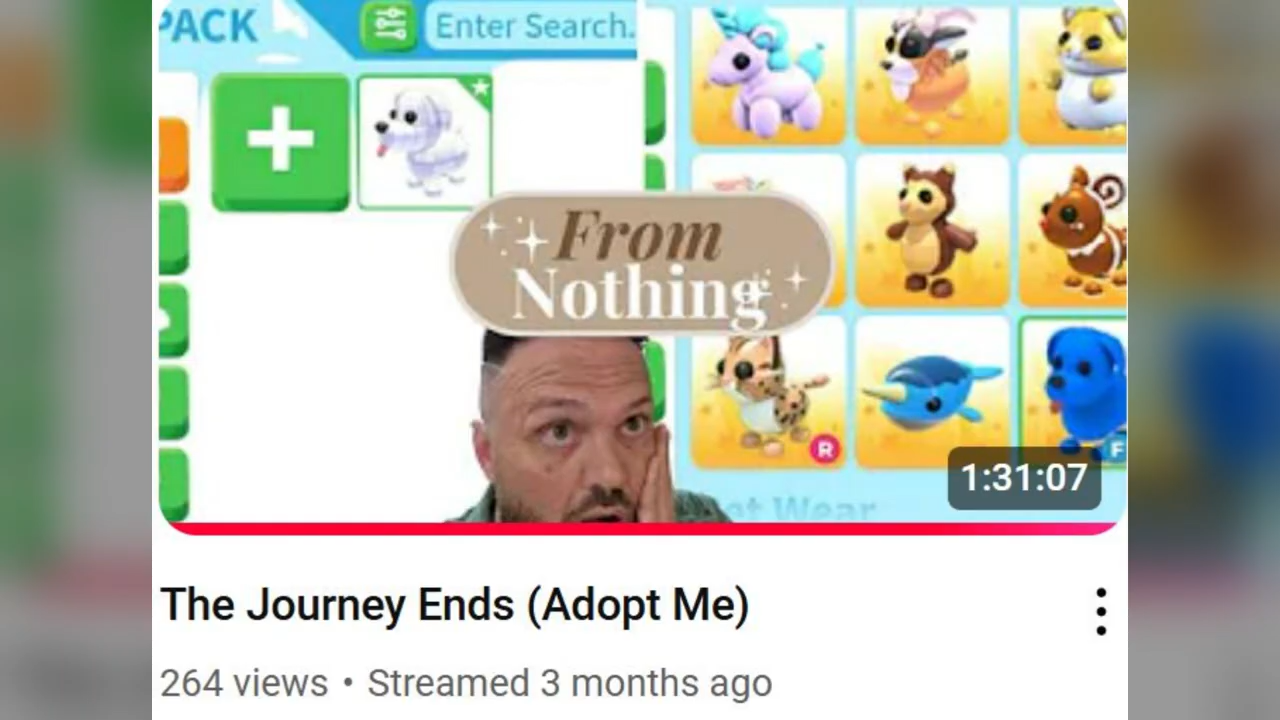 PACK
Enter Search.
From
Nothing
R
F
1:31:07
The Journey Ends (Adopt Me)
264 views • Streamed 3 months ago